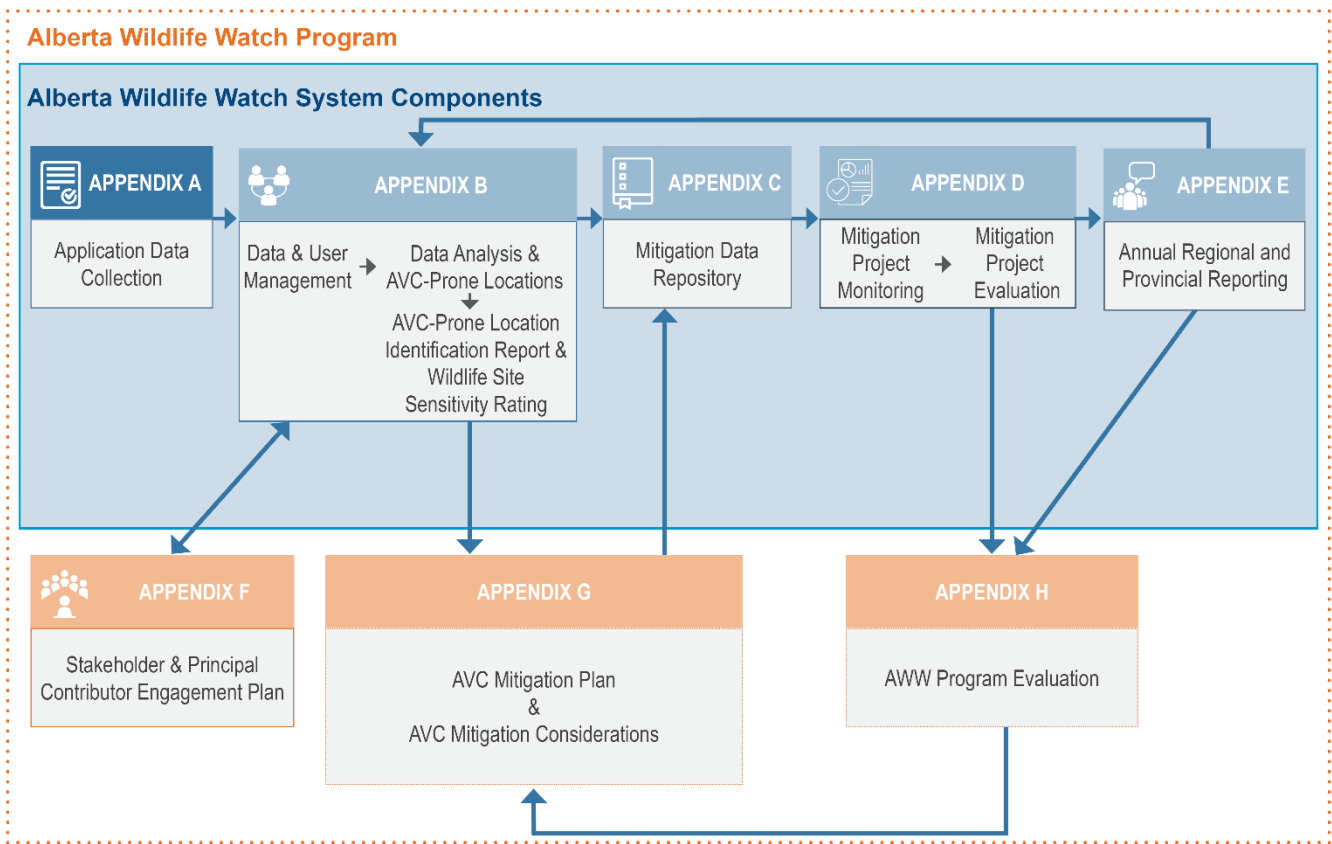 Alberta Wildlife Watch Program
Alberta Wildlife Watch System Components
APPENDIX A
Application Data
Collection
APPENDIX B
Data & User
Management
Data Analysis &
AVC-Prone Locations
AVC-Prone Location
Identification Report &
Wildlife Site
Sensitivity Rating
APPENDIX C
Mitigation Data
Repository
APPENDIX D
Mitigation
Project
Monitoring
Mitigation
Project
Evaluation
APPENDIX E
Annual Regional and
Provincial Reporting
APPENDIX F
Stakeholder & Principal
Contributor Engagement Plan
APPENDIX G
AVC Mitigation Plan
&
AVC Mitigation Considerations
APPENDIX H
AWW Program Evaluation